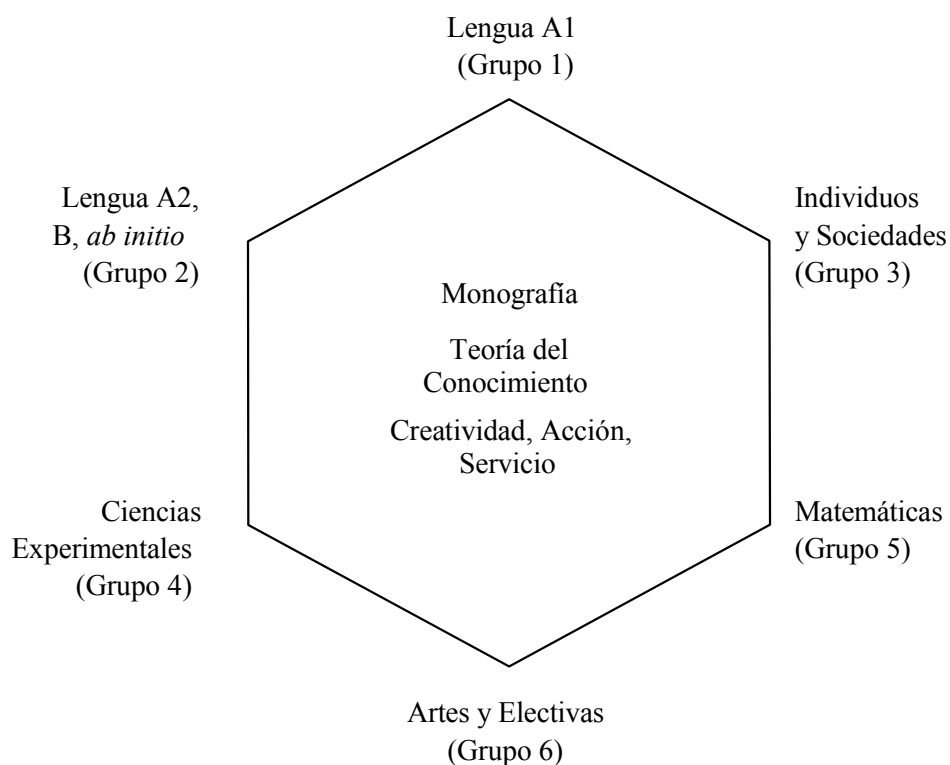 Lengua A1
(Grupo 1)
Lengua A2,
B, ab initio
(Grupo 2)
Individuos
y Sociedades
(Grupo 3)
Monografía
Teoría del
Conocimiento
Creatividad, Acción,
Servicio
Ciencias
Experimentales
(Grupo 4)
Matemáticas
(Grupo 5)
Artes y Electivas
(Grupo 6)